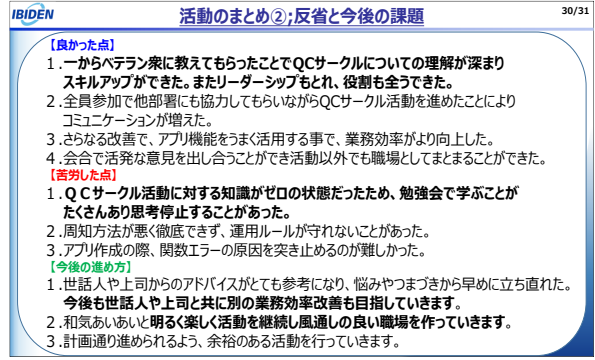 IBIDEN
活動のまとめ②;反省と今後の課題
30/31
【良かった点】
1.一からベテラン衆に教えてもらったことでQCサークルについての理解が深まり
スキルアップができた。またリーダーシップもとれ、役割も全うできた。
2.全員参加で他部署にも協力してもらいながらQCサークル活動を進めたことにより
コミュニケーションが増えた。
3.さらなる改善で、アプリ機能をうまく活用する事で、業務効率がより向上した。
4.会合で活発な意見を出し合うことができ活動以外でも職場としてまとまることができた。
【苦労した点】
1.QCサークル活動に対する知識がゼロの状態だったため、勉強会で学ぶことが
たくさんあり思考停止することがあった。
2.周知方法が悪く徹底できず、運用ルールが守れないことがあった。
3.アプリ作成の際、関数エラーの原因を突き止めるのが難しかった。
【今後の進め方】
1.世話人や上司からのアドバイスがとても参考になり、悩みやつまづきから早めに立ち直れた。
今後も世話人や上司と共に別の業務効率改善も目指していきます。
2.和気あいあいと明るく楽しく活動を継続し風通しの良い職場を作っていきます。
3.計画通り進められるよう、余裕のある活動を行っていきます。